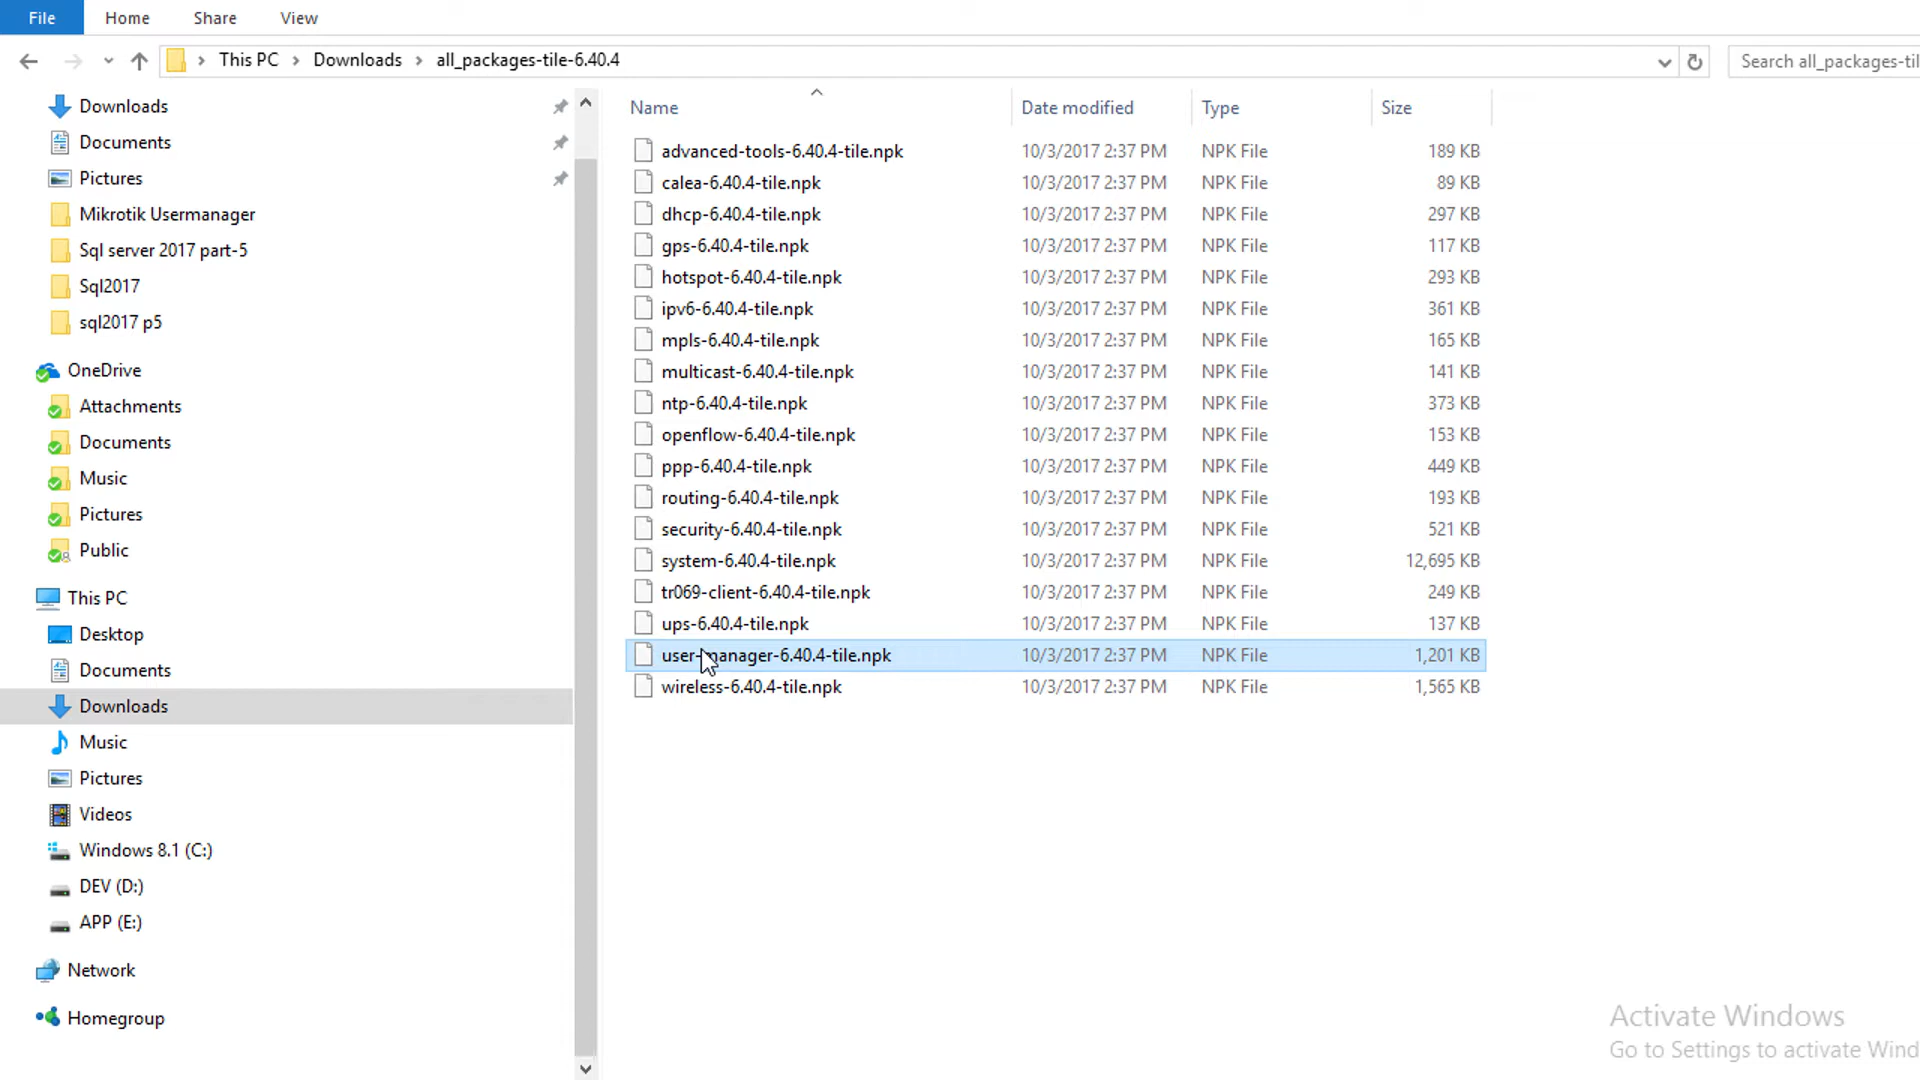 File Home Share View
This PC Downloads all_packages-tile-6.40.4
Search all_packages-til
Downloads
Documents
Pictures
Mikrotik Usermanager
Sql server 2017 part-5
Sql2017
sql2017 p5
OneDrive
Attachments
Documents
Music
Pictures
Public
This PC
Desktop
Documents
Downloads
Music
Pictures
Videos
Windows 8.1 (C:)
DEV (D:)
APP (E:)
Network
Homegroup
Name Date modified Type Size
advanced-tools-6.40.4-tile.npk 10/3/2017 2:37 PM NPK File 189 KB
calea-6.40.4-tile.npk 10/3/2017 2:37 PM NPK File 89 KB
dhcp-6.40.4-tile.npk 10/3/2017 2:37 PM NPK File 297 KB
gps-6.40.4-tile.npk 10/3/2017 2:37 PM NPK File 117 KB
hotspot-6.40.4-tile.npk 10/3/2017 2:37 PM NPK File 293 KB
ipv6-6.40.4-tile.npk 10/3/2017 2:37 PM NPK File 361 KB
mpls-6.40.4-tile.npk 10/3/2017 2:37 PM NPK File 165 KB
multicast-6.40.4-tile.npk 10/3/2017 2:37 PM NPK File 141 KB
ntp-6.40.4-tile.npk 10/3/2017 2:37 PM NPK File 373 KB
openflow-6.40.4-tile.npk 10/3/2017 2:37 PM NPK File 153 KB
ppp-6.40.4-tile.npk 10/3/2017 2:37 PM NPK File 449 KB
routing-6.40.4-tile.npk 10/3/2017 2:37 PM NPK File 193 KB
security-6.40.4-tile.npk 10/3/2017 2:37 PM NPK File 521 KB
system-6.40.4-tile.npk 10/3/2017 2:37 PM NPK File 12,695 KB
tr069-client-6.40.4-tile.npk 10/3/2017 2:37 PM NPK File 249 KB
ups-6.40.4-tile.npk 10/3/2017 2:37 PM NPK File 137 KB
user-manager-6.40.4-tile.npk 10/3/2017 2:37 PM NPK File 1,201 KB
wireless-6.40.4-tile.npk 10/3/2017 2:37 PM NPK File 1,565 KB
Activate Windows
Go to Settings to activate Wind